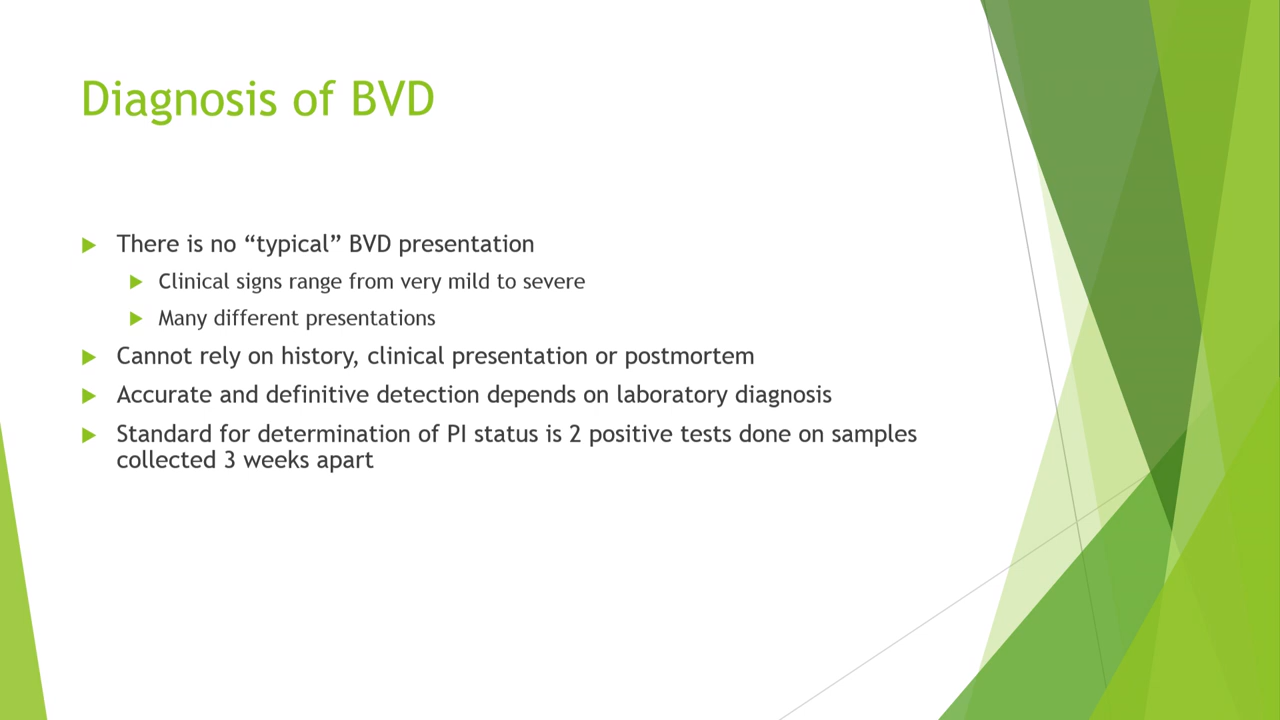 Diagnosis of BVD
There is no “typical” BVD presentation
Clinical signs range from very mild to severe
Many different presentations
Cannot rely on history, clinical presentation or postmortem
Accurate and definitive detection depends on laboratory diagnosis
Standard for determination of PI status is 2 positive tests done on samples
collected 3 weeks apart